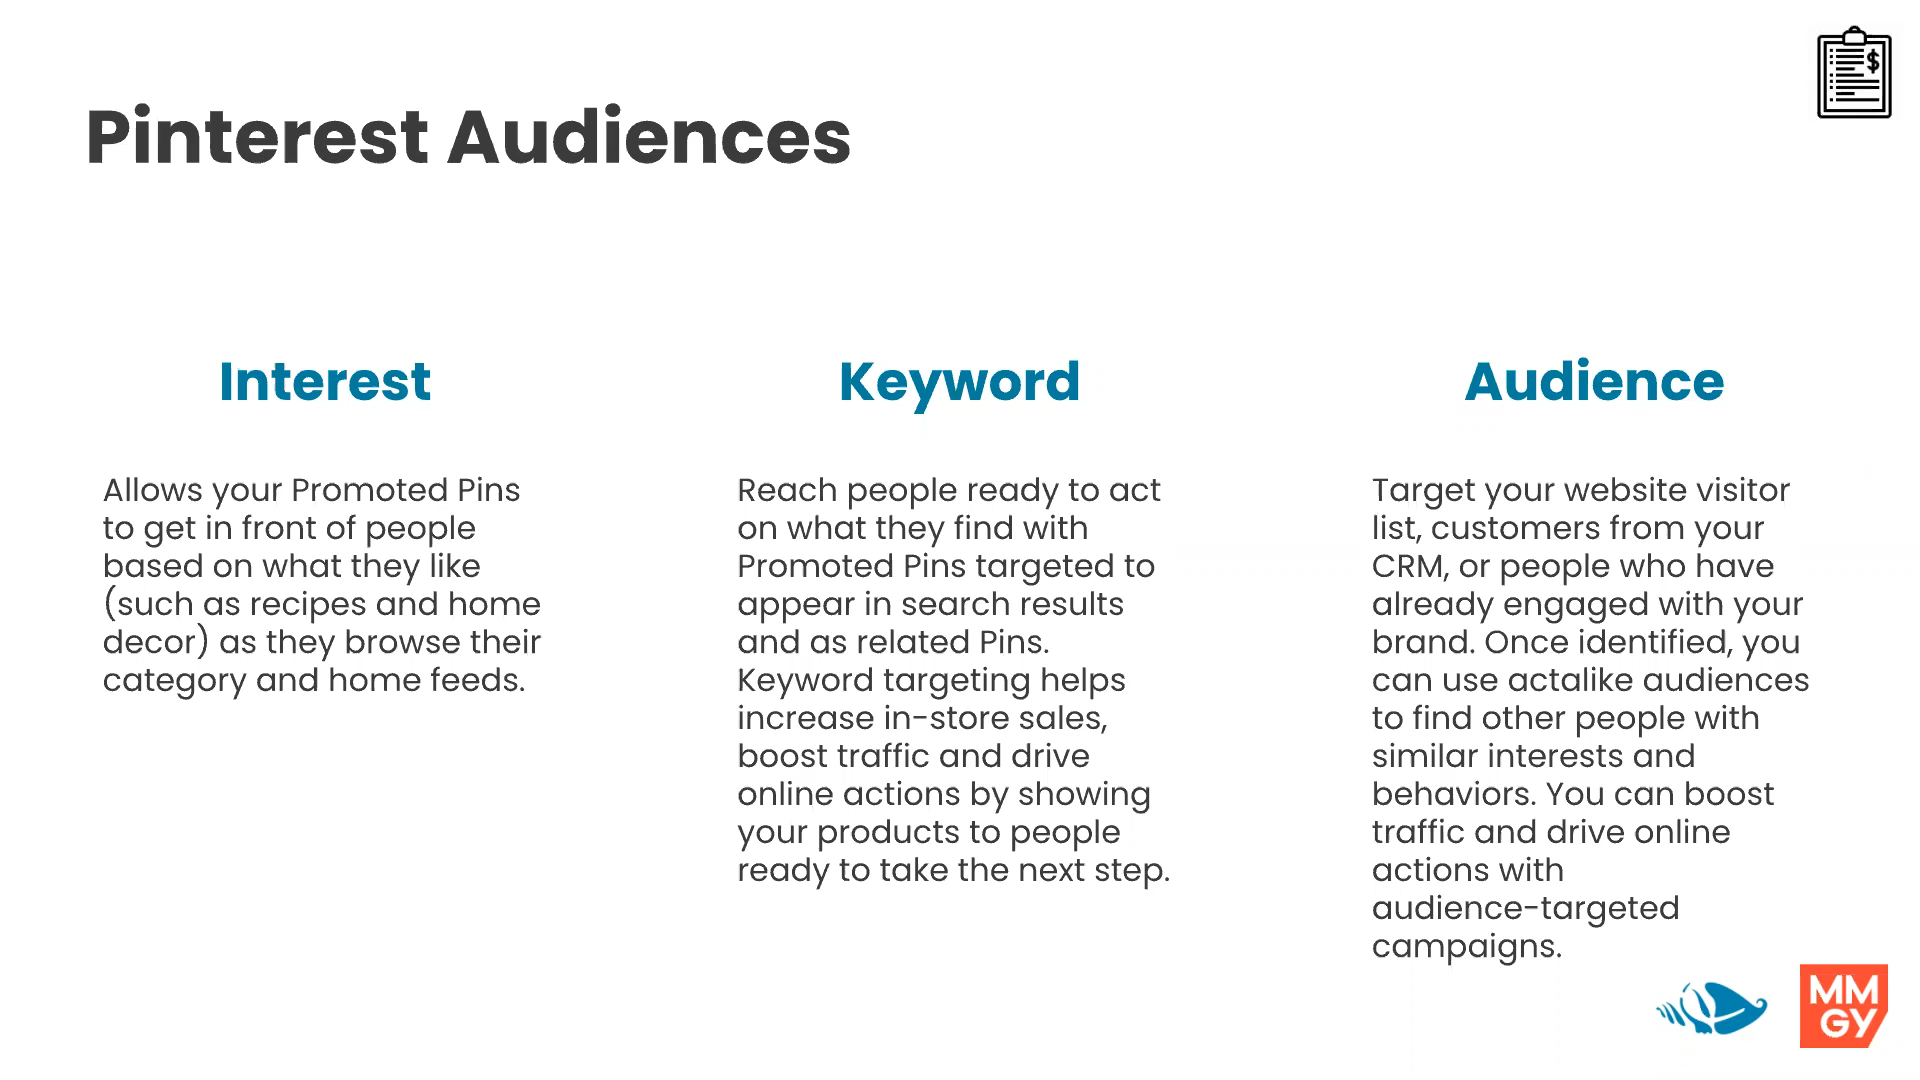 $
Pinterest Audiences
Interest
Allows your Promoted Pins
to get in front of people
based on what they like
(such as recipes and home
decor) as they browse their
category and home feeds.
Keyword
Reach people ready to act
on what they find with
Promoted Pins targeted to
appear in search results
and as related Pins.
Keyword targeting helps
increase in-store sales,
boost traffic and drive
online actions by showing
your products to people
ready to take the next step.
Audience
Target your website visitor
list, customers from your
CRM, or people who have
already engaged with your
brand. Once identified, you
can use actalike audiences
to find other people with
similar interests and
behaviors. You can boost
traffic and drive online
actions with
audience-targeted
campaigns.
MM
GY